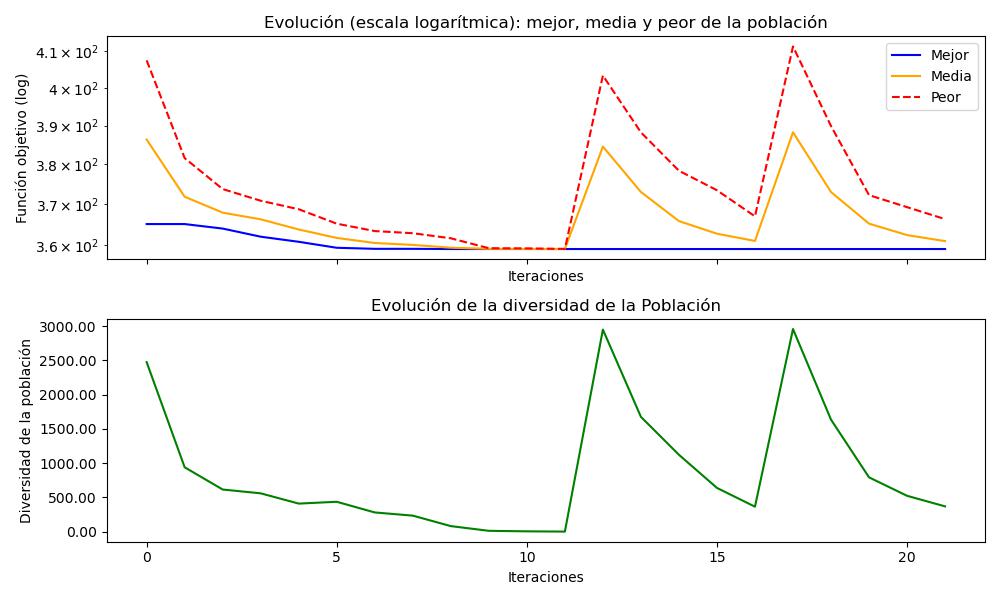 Evolución (escala logarítmica): mejor, media y peor de la población
Función objetivo (log)
4.1 × 10²
4 × 10²
3.9 × 10²
3.8 × 10²
3.7 × 10²
3.6 × 10²
Mejor
Media
Peor
Iteraciones
Evolución de la diversidad de la Población
Diversidad de la población
3000.00
2500.00
2000.00
1500.00
1000.00
500.00
0.00
0 5 10 15 20
Iteraciones